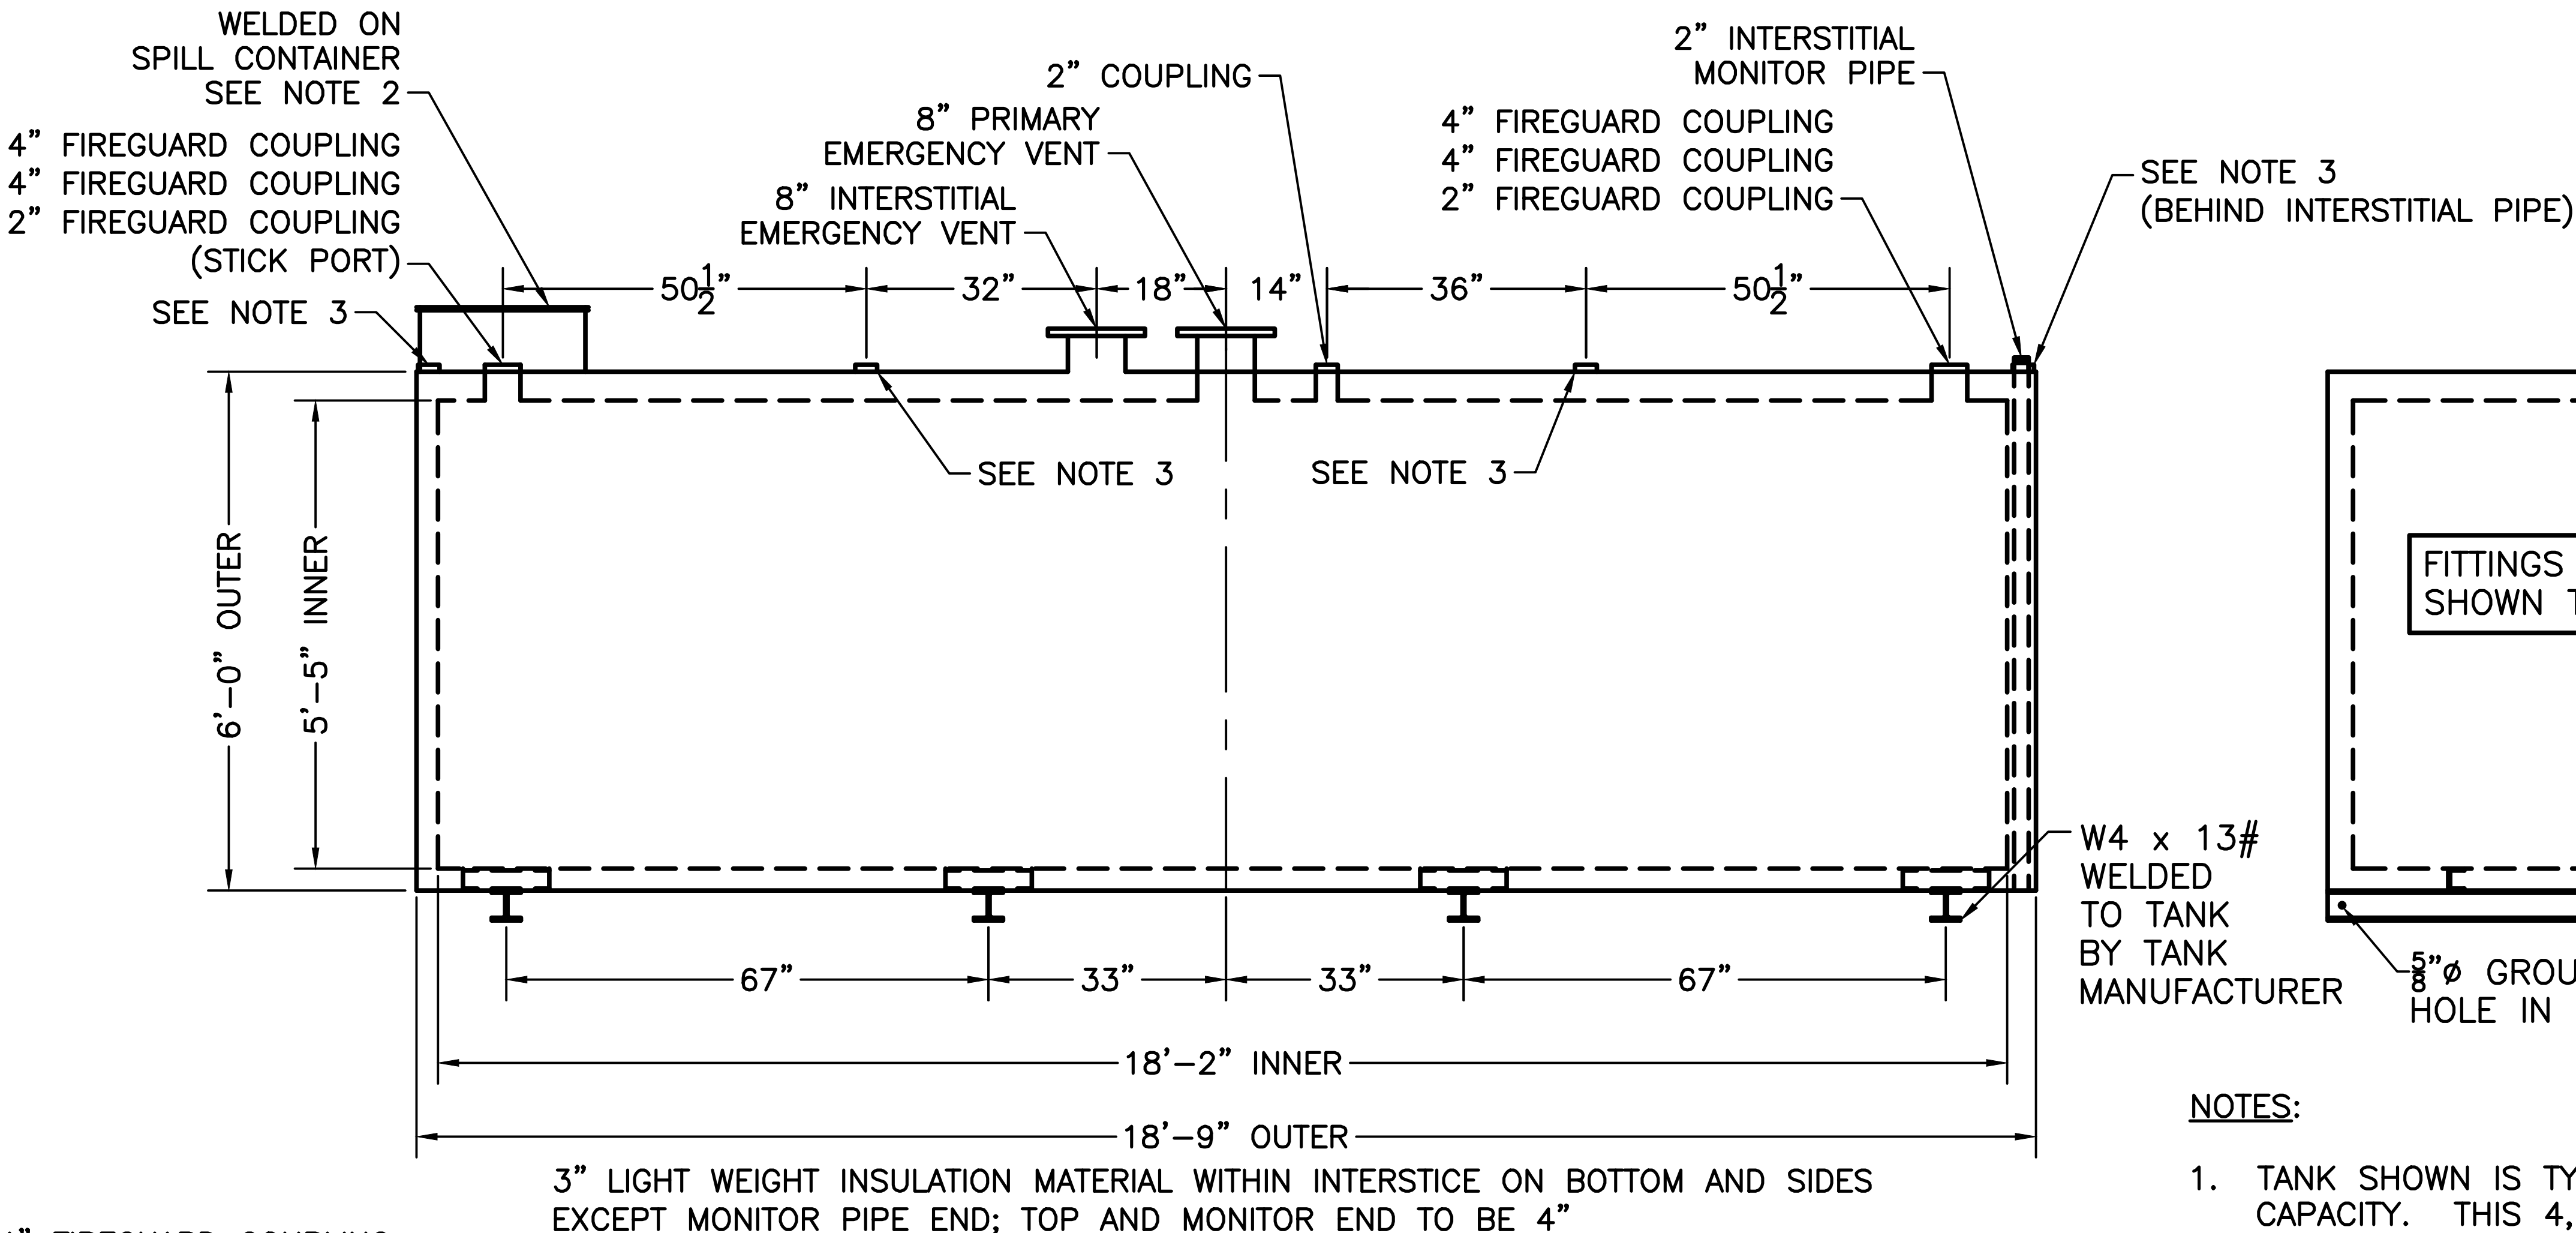 WELDED ON
SPILL CONTAINER
SEE NOTE 2
4” FIREGUARD COUPLING
4” FIREGUARD COUPLING
2” FIREGUARD COUPLING
(STICK PORT)
SEE NOTE 3
2” COUPLING
8” PRIMARY
EMERGENCY VENT
8” INTERSTITIAL
EMERGENCY VENT
2” INTERSTITIAL
MONITOR PIPE
4” FIREGUARD COUPLING
4” FIREGUARD COUPLING
2” FIREGUARD COUPLING
SEE NOTE 3
(BEHIND INTERSTITIAL PIPE)
50 1/2” 32” 18” 14” 36” 50 1/2”
SEE NOTE 3
SEE NOTE 3
6’-0” OUTER
5’-5” INNER
FITTINGS
SHOWN
W4 x 13#
WELDED
TO TANK
BY TANK
MANUFACTURER
5/8”ø
HOLE IN
67” 33” 33” 67”
18’-2” INNER
18’-9” OUTER
3” LIGHT WEIGHT INSULATION MATERIAL WITHIN INTERSTICE ON BOTTOM AND SIDES
EXCEPT MONITOR PIPE END; TOP AND MONITOR END TO BE 4”
NOTES:
1. TANK SHOWN IS
CAPACITY. THIS 4,